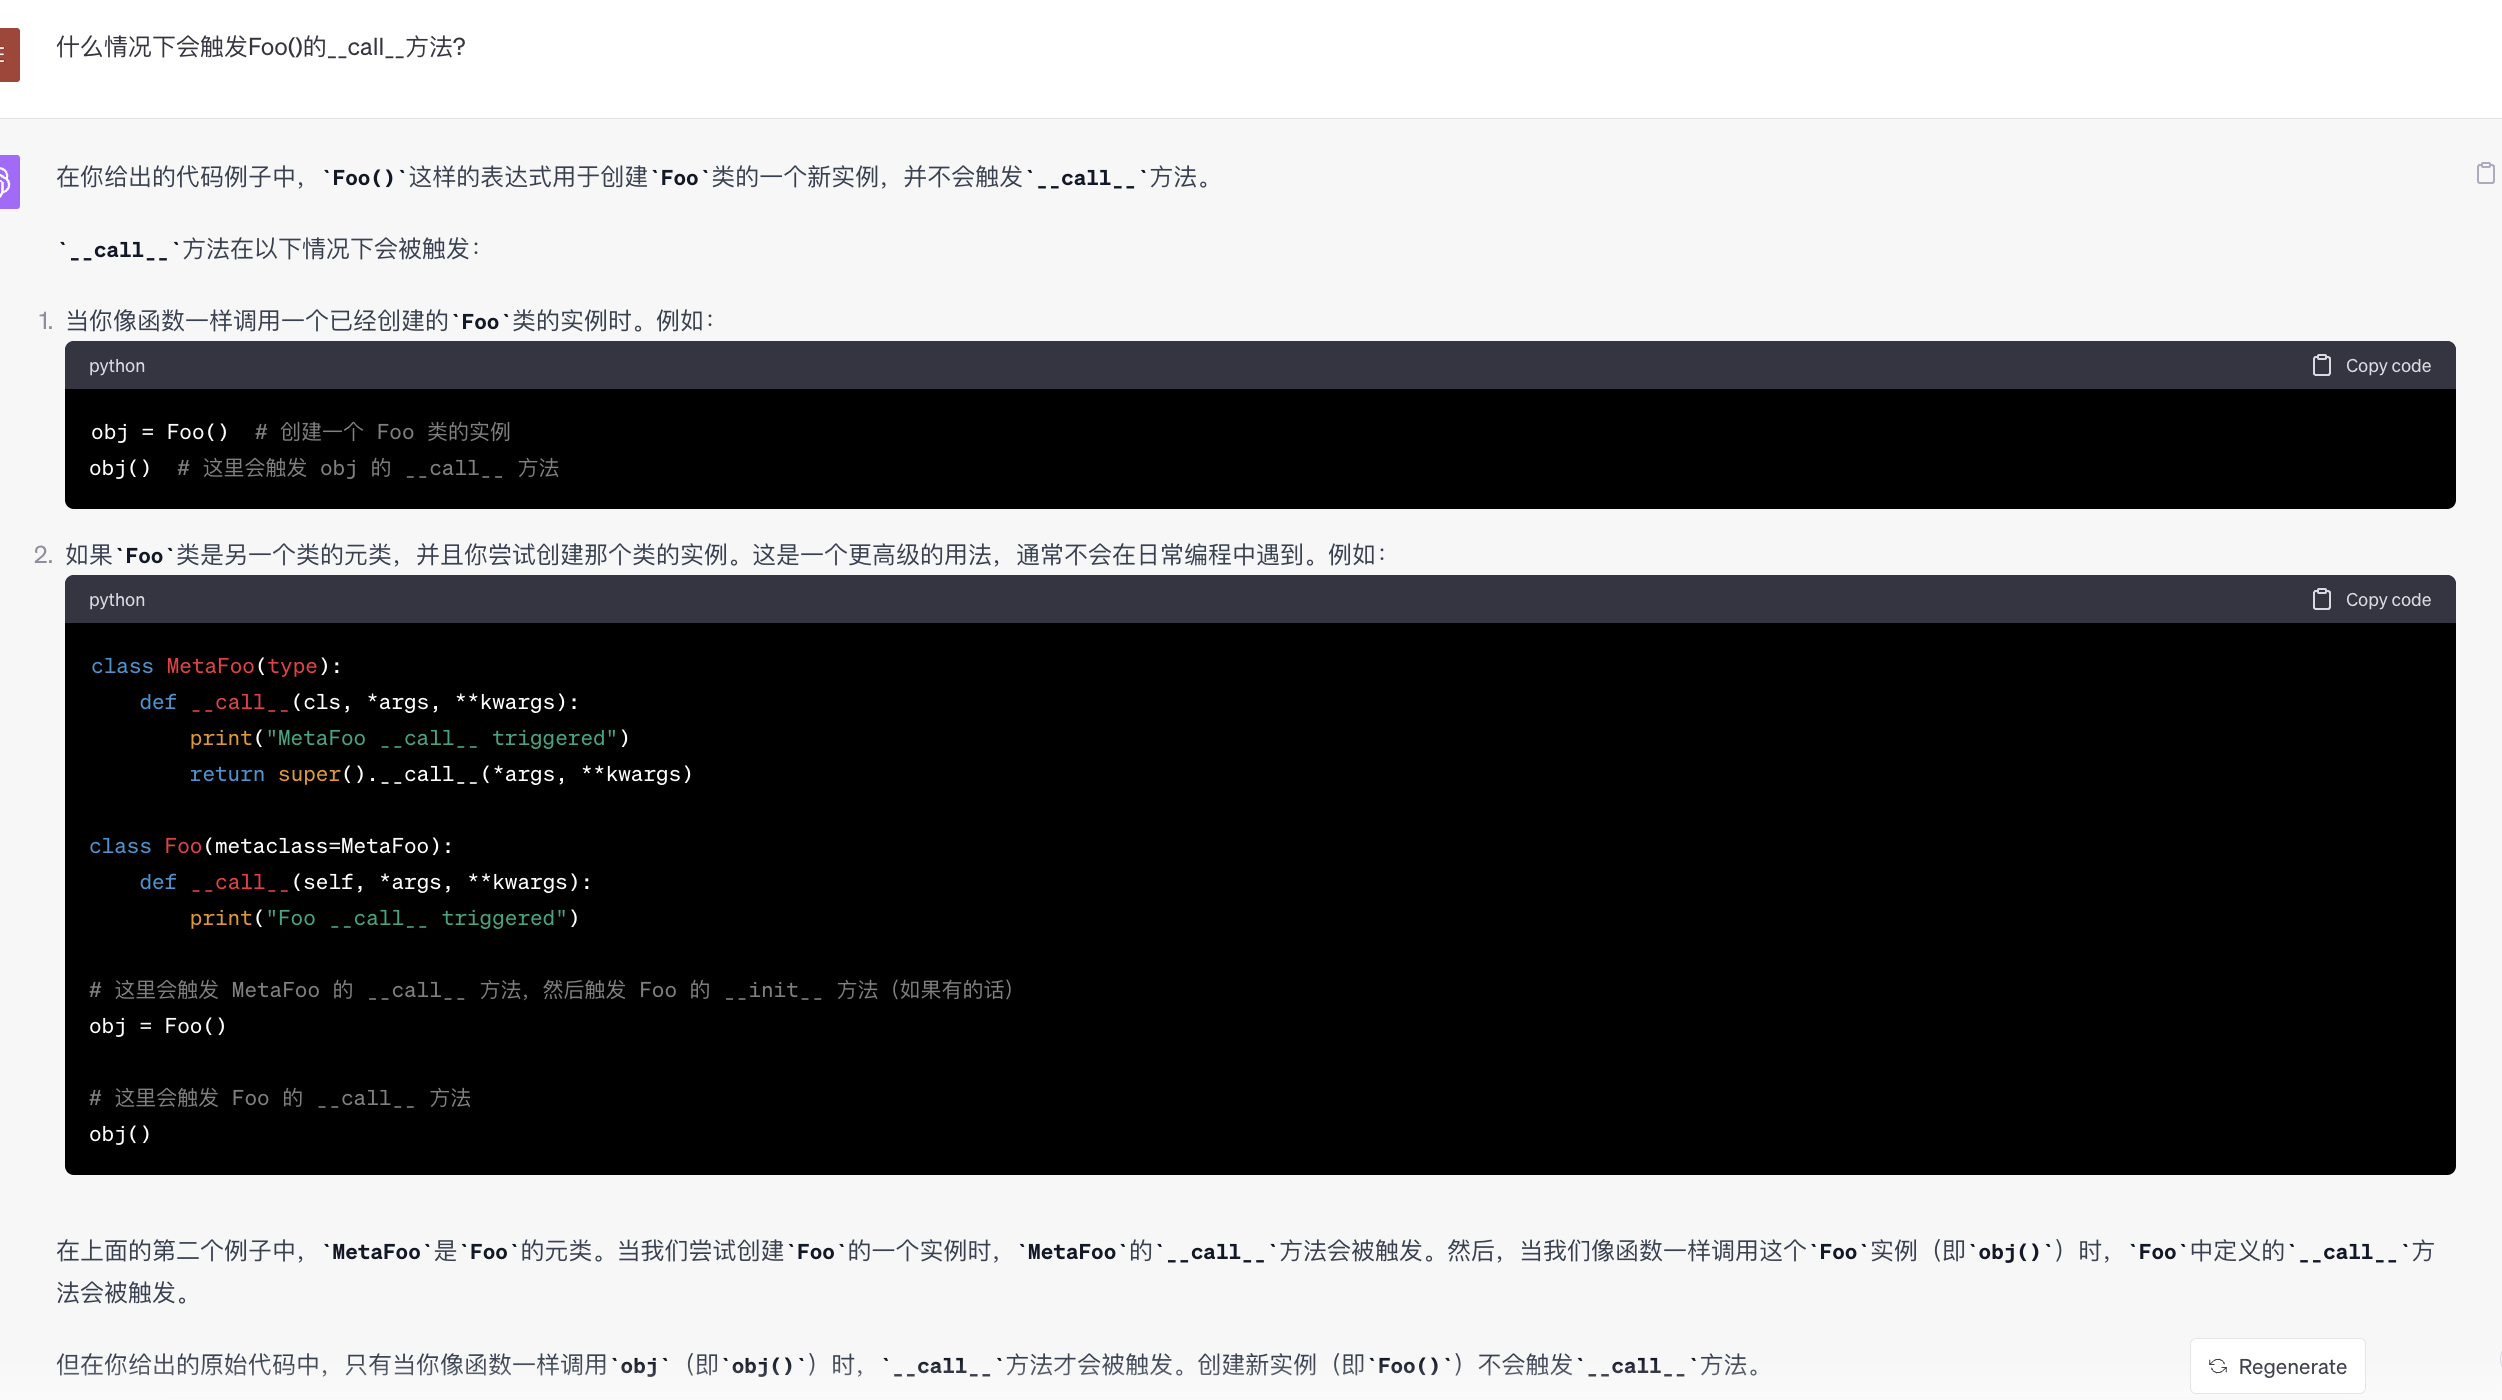 什么情况下会触发Foo()的__call__方法?
在你给出的代码例子中，`Foo()`这样的表达式用于创建`Foo`类的一个新实例，并不会触发`__call__`方法。
`__call__`方法在以下情况下会被触发：
1. 当你像函数一样调用一个已经创建的`Foo`类的实例时。例如：
python
Copy code
obj = Foo()  # 创建一个 Foo 类的实例
obj()  # 这里会触发 obj 的 __call__ 方法
2. 如果`Foo`类是另一个类的元类，并且你尝试创建那个类的实例。这是一个更高级的用法，通常不会在日常编程中遇到。例如：
python
Copy code
class MetaFoo(type):
    def __call__(cls, *args, **kwargs):
        print("MetaFoo __call__ triggered")
        return super().__call__(*args, **kwargs)
class Foo(metaclass=MetaFoo):
    def __call__(self, *args, **kwargs):
        print("Foo __call__ triggered")
# 这里会触发 MetaFoo 的 __call__ 方法，然后触发 Foo 的 __init__ 方法（如果有的话）
obj = Foo()
# 这里会触发 Foo 的 __call__ 方法
obj()
在上面的第二个例子中，`MetaFoo`是`Foo`的元类。当我们尝试创建`Foo`的一个实例时，`MetaFoo`的`__call__`方法会被触发。然后，当我们像函数一样调用这个`Foo`实例（即`obj()`）时，`Foo`中定义的`__call__`方
法会被触发。
但在你给出的原始代码中，只有当你像函数一样调用`obj`（即`obj()`）时，`__call__`方法才会被触发。创建新实例（即`Foo()`）不会触发`__call__`方法。
Regenerate